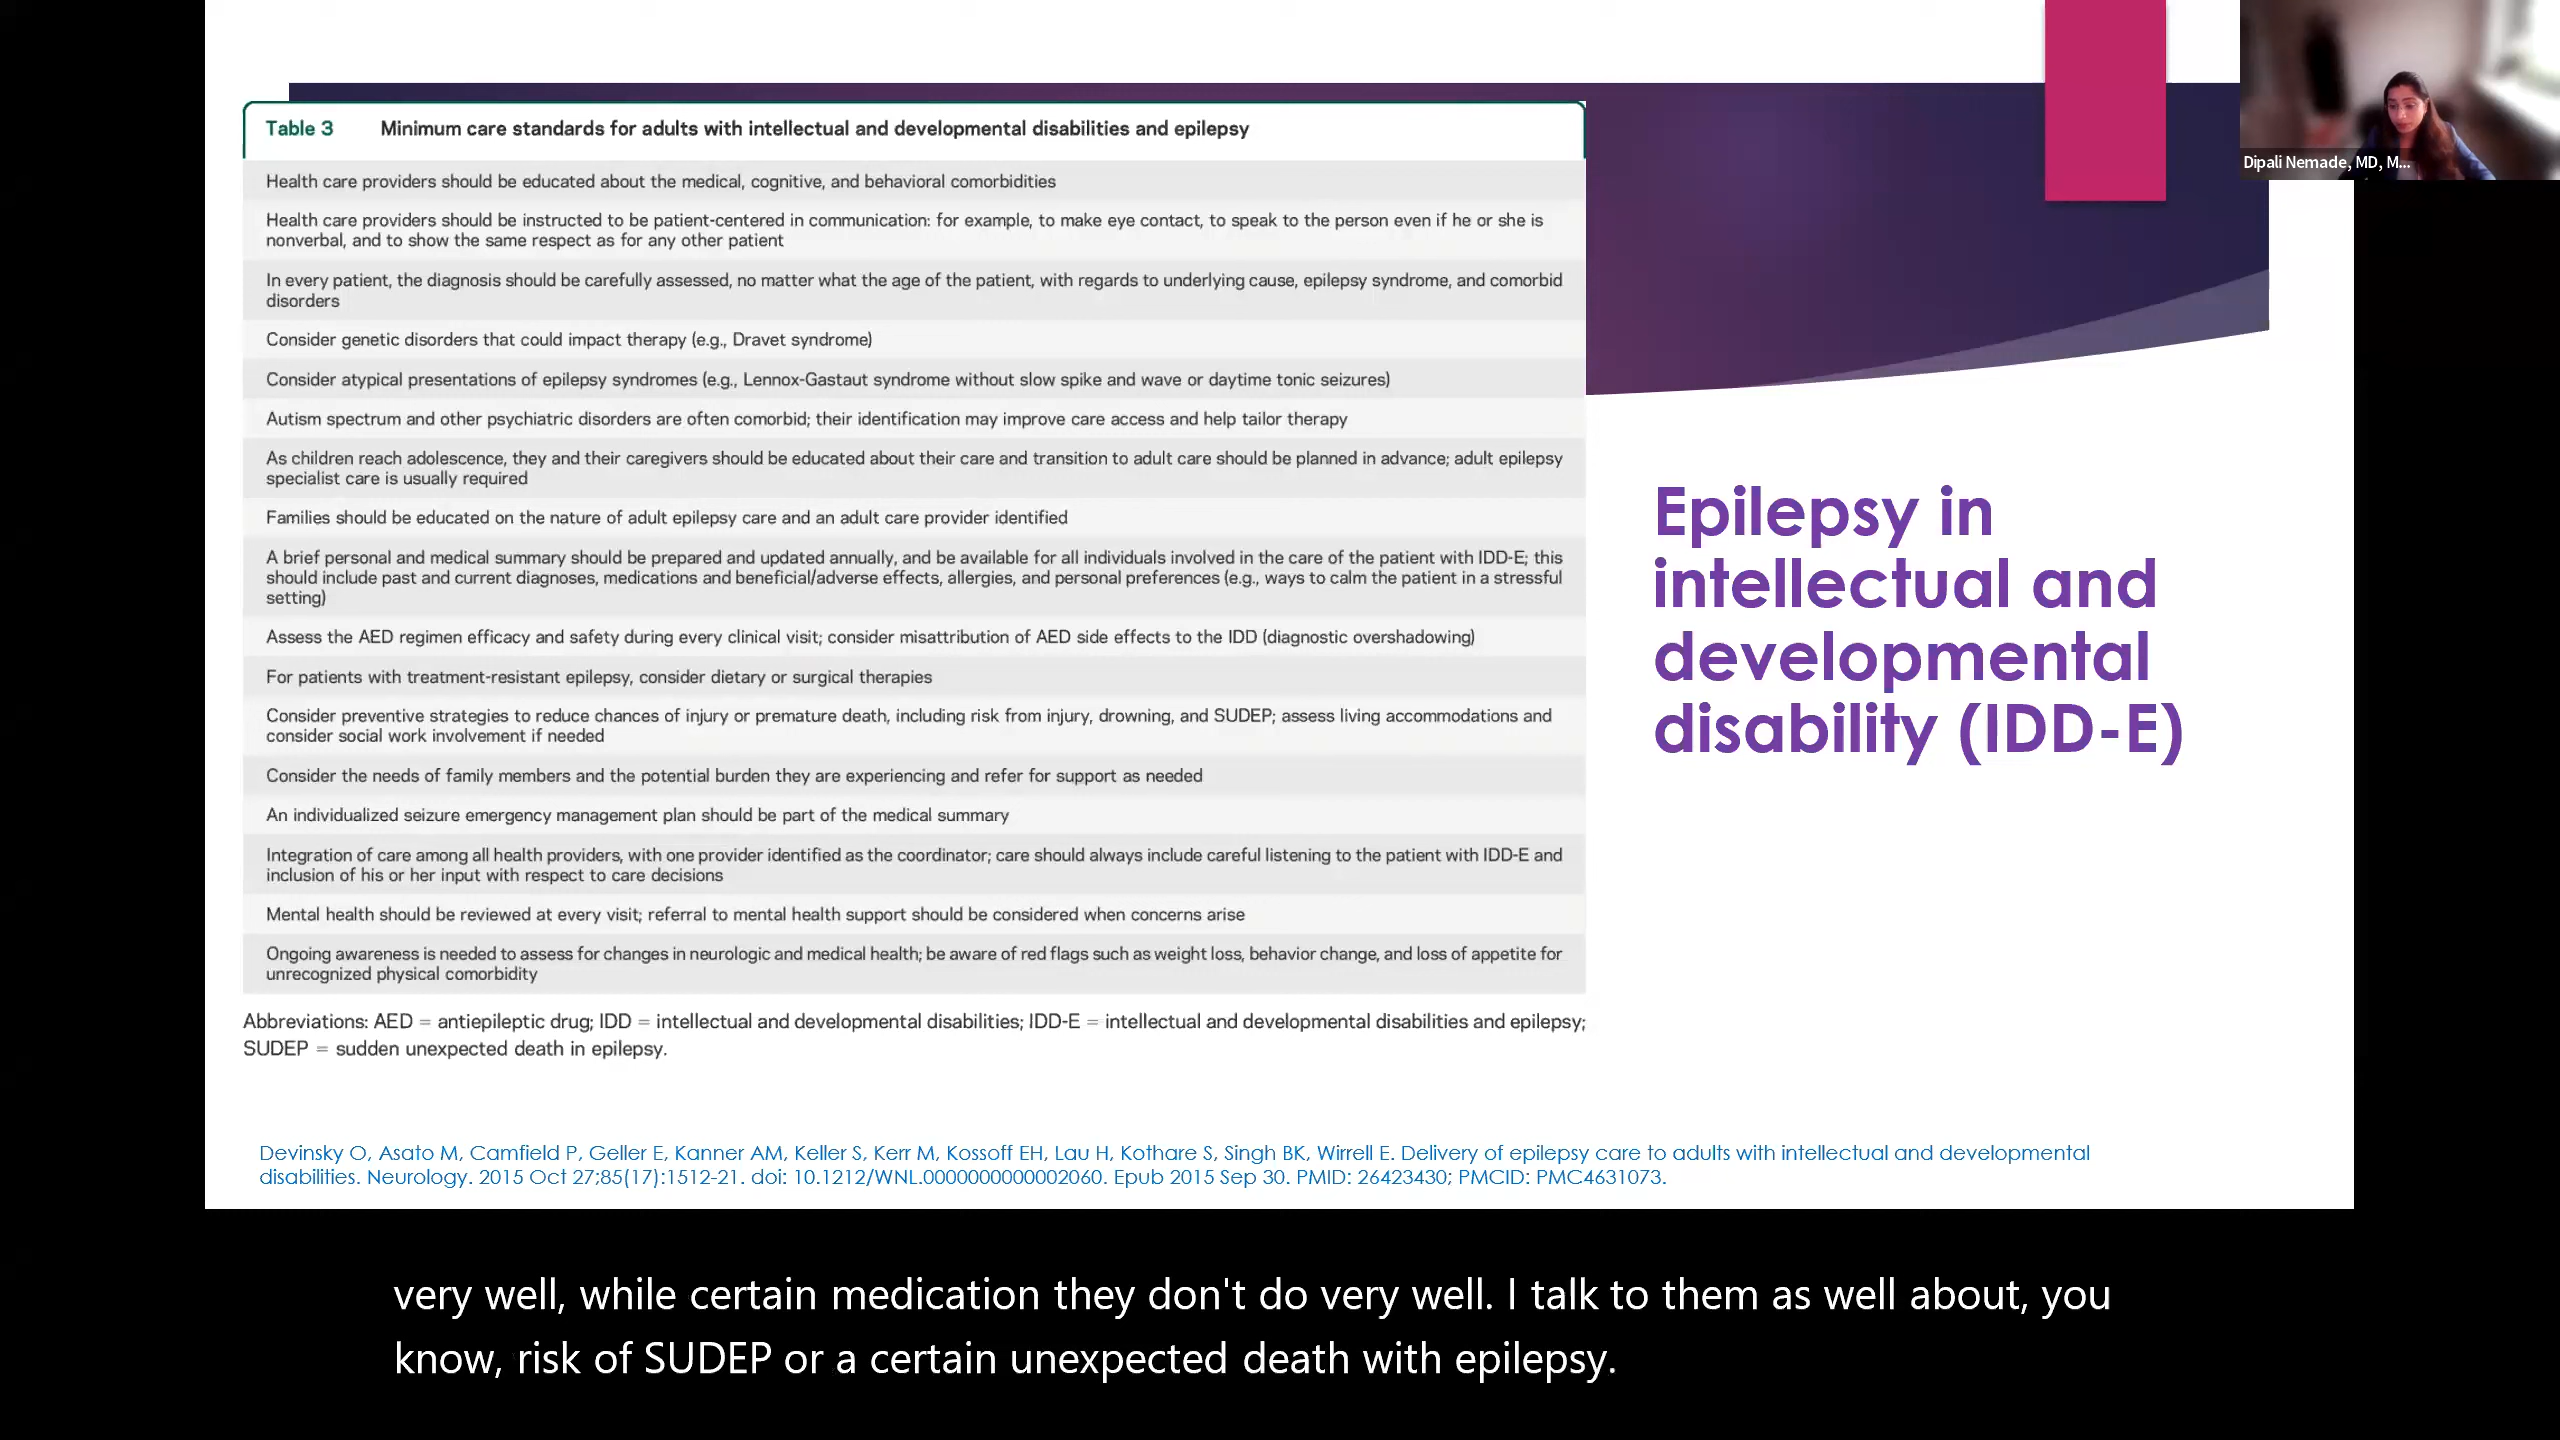 Table 3 Minimum care standards for adults with intellectual and developmental disabilities and epilepsy
Health care providers should be educated about the medical, cognitive, and behavioral comorbidities
Health care providers should be instructed to be patient-centered in communication: for example, to make eye contact, to speak to the person even if he or she is
nonverbal, and to show the same respect as for any other patient
In every patient, the diagnosis should be carefully assessed, no matter what the age of the patient, with regards to underlying cause, epilepsy syndrome, and comorbid
disorders
Consider genetic disorders that could impact therapy (e.g., Dravet syndrome)
Consider atypical presentations of epilepsy syndromes (e.g., Lennox-Gastaut syndrome without slow spike and wave or daytime tonic seizures)
Autism spectrum and other psychiatric disorders are often comorbid; their identification may improve care access and help tailor therapy
As children reach adolescence, they and their caregivers should be educated about their care and transition to adult care should be planned in advance; adult epilepsy
specialist care is usually required
Families should be educated on the nature of adult epilepsy care and an adult care provider identified
A brief personal and medical summary should be prepared and updated annually, and be available for all individuals involved in the care of the patient with IDD-E; this
should include past and current diagnoses, medications and beneficial/adverse effects, allergies, and personal preferences (e.g., ways to calm the patient in a stressful
setting)
Assess the AED regimen efficacy and safety during every clinical visit; consider misattribution of AED side effects to the IDD (diagnostic overshadowing)
For patients with treatment-resistant epilepsy, consider dietary or surgical therapies
Consider preventive strategies to reduce chances of injury or premature death, including risk from injury, drowning, and SUDEP; assess living accommodations and
consider social work involvement if needed
Consider the needs of family members and the potential burden they are experiencing and refer for support as needed
An individualized seizure emergency management plan should be part of the medical summary
Integration of care among all health providers, with one provider identified as the coordinator; care should always include careful listening to the patient with IDD-E and
inclusion of his or her input with respect to care decisions
Mental health should be reviewed at every visit; referral to mental health support should be considered when concerns arise
Ongoing awareness is needed to assess for changes in neurologic and medical health; be aware of red flags such as weight loss, behavior change, and loss of appetite for
unrecognized physical comorbidity
Abbreviations: AED = antiepileptic drug; IDD = intellectual and developmental disabilities; IDD-E = intellectual and developmental disabilities and epilepsy;
SUDEP = sudden unexpected death in epilepsy.
Epilepsy in
intellectual and
developmental
disability (IDD-E)
Dipali Nemade, MD, M...
Devinsky O, Asato M, Camfield P, Geller E, Kanner AM, Keller S, Kerr M, Kossoff EH, Lau H, Kothare S, Singh BK, Wirrell E. Delivery of epilepsy care to adults with intellectual and developmental
disabilities. Neurology. 2015 Oct 27;85(17):1512-21. doi: 10.1212/WNL.0000000000002060. Epub 2015 Sep 30. PMID: 26423430; PMCID: PMC4631073.
very well, while certain medication they don't do very well. I talk to them as well about, you
know, risk of SUDEP or a certain unexpected death with epilepsy.